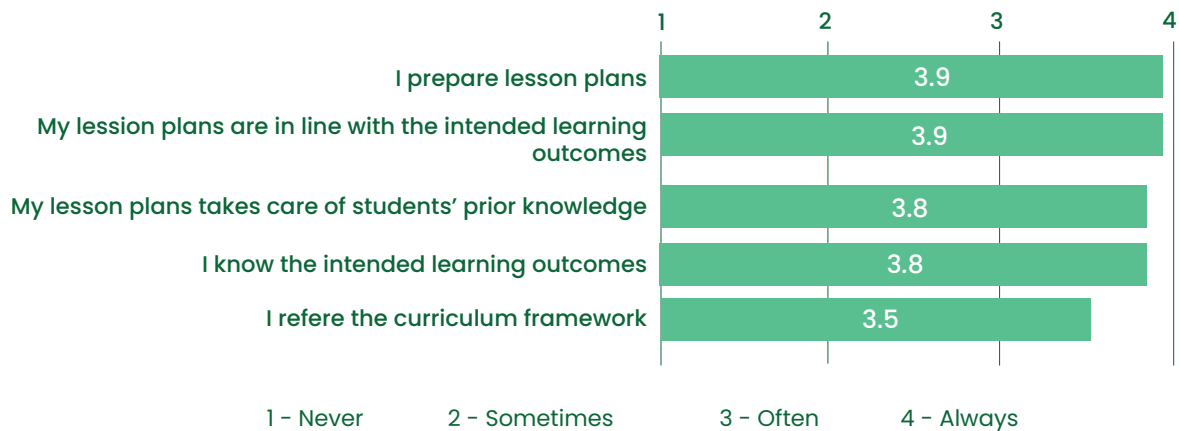 1 2 3 4
I prepare lesson plans 3.9
My lession plans are in line with the intended learning
outcomes 3.9
My lesson plans takes care of students’ prior knowledge 3.8
I know the intended learning outcomes 3.8
I refere the curriculum framework 3.5
1 - Never 2 - Sometimes 3 - Often 4 - Always